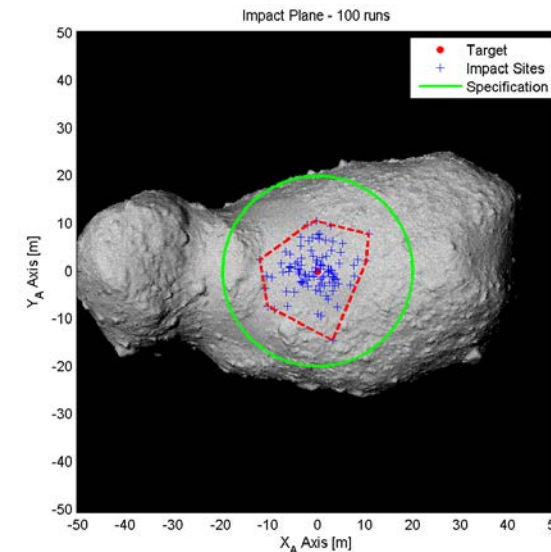 Impact Plane - 100 runs
Target
Impact Sites
Specification
50
40
30
20
10
0
-10
-20
-30
-40
-50
Y_A Axis [m]
-50 -40 -30 -20 -10 0 10 20 30 40 50
X_A Axis [m]